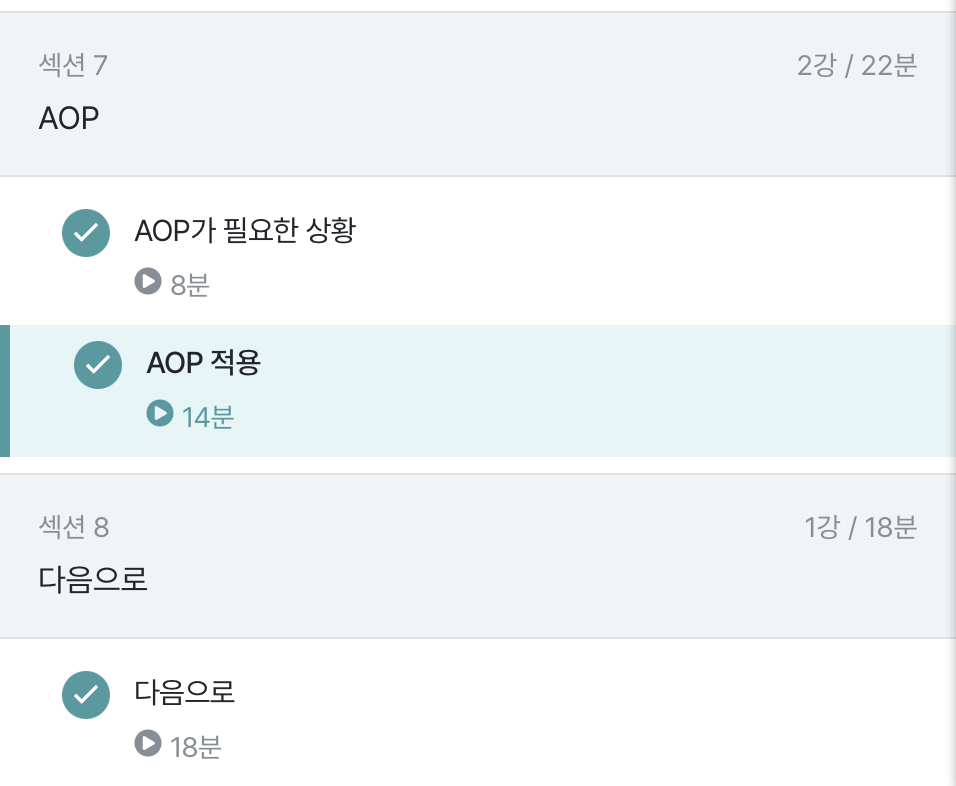 섹션 7
2강 / 22분
AOP
AOP가 필요한 상황
8분
AOP 적용
14분
섹션 8
1강 / 18분
다음으로
다음으로
18분